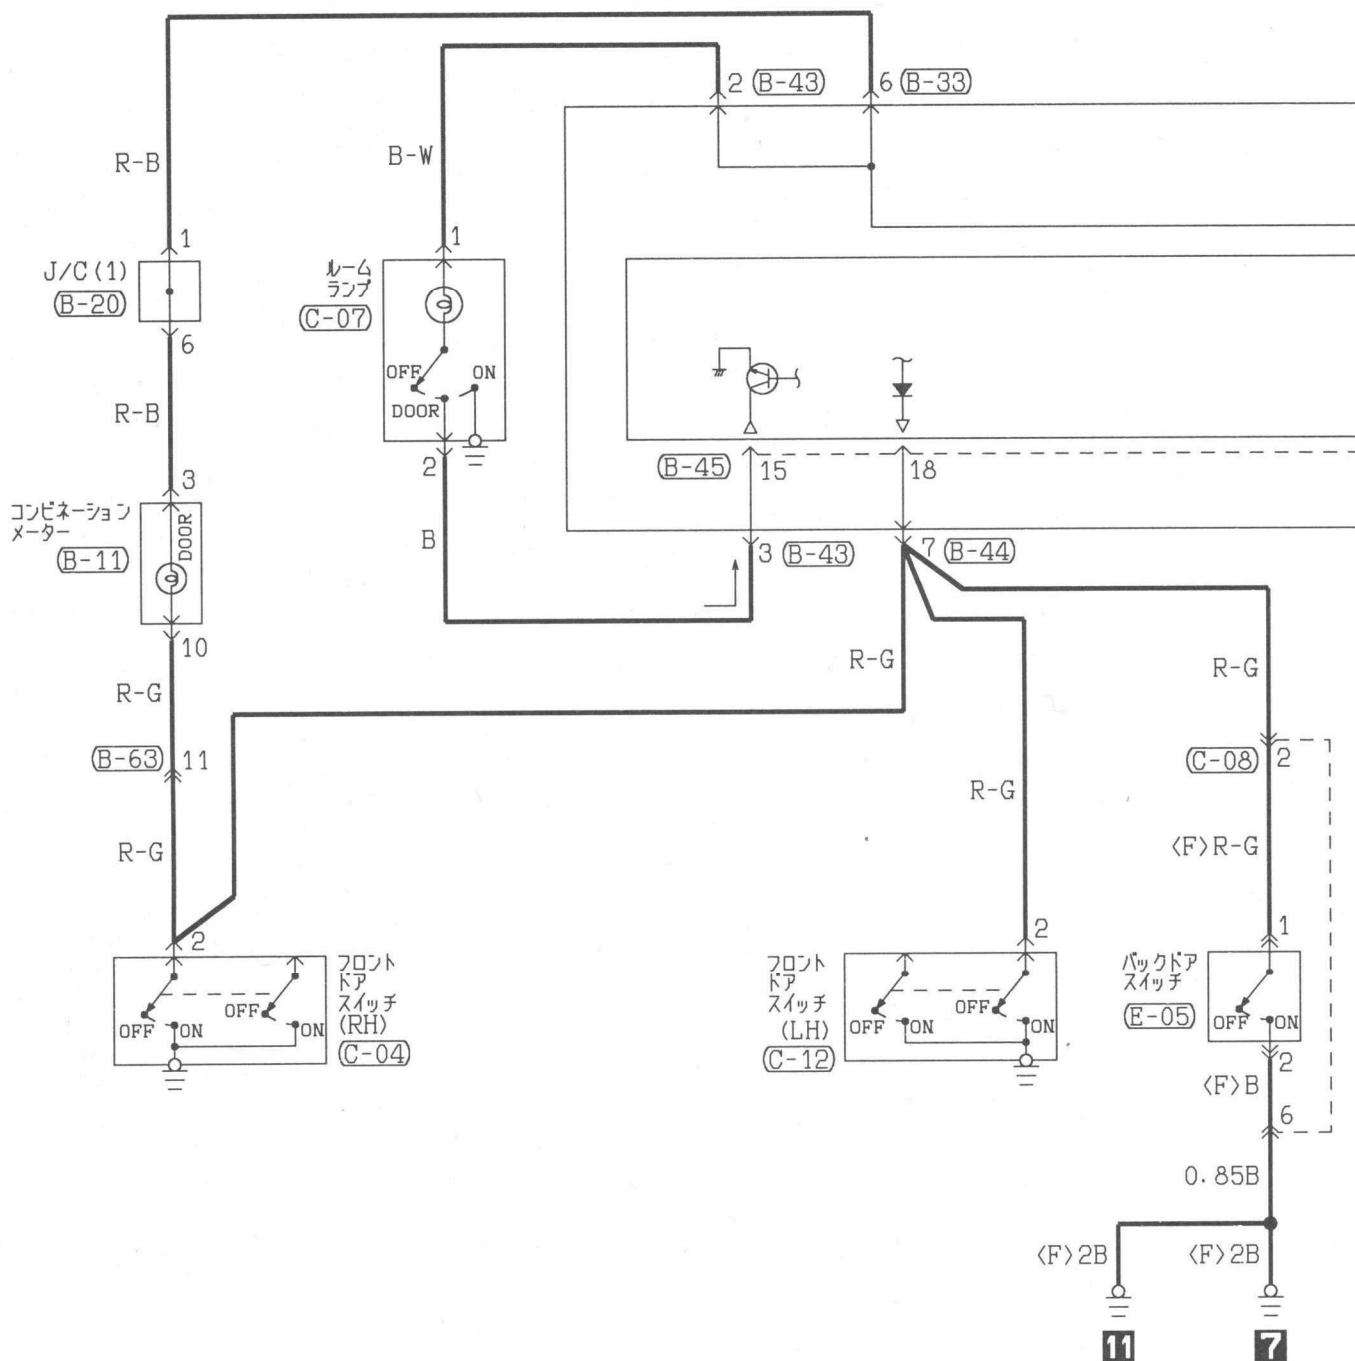 2 (B-43) 6 (B-33)
R-B
B-W
1
1
J/C(1)
(B-20)
ルーム
ランプ
(C-07)
6
OFF
ON
DOOR
R-B
2
(B-45) 15
18
3
コンビネーション
メーター
(B-11)
DOOR
B
3 (B-43)
7 (B-44)
10
R-G
R-G
R-G
(B-63) 11
(C-08) 2
R-G
R-G
〈F〉R-G
2
2
1
フロント
ドア
スイッチ
(RH)
(C-04)
OFF
ON
OFF
ON
フロント
ドア
スイッチ
(LH)
(C-12)
OFF
ON
OFF
ON
バックドア
スイッチ
(E-05)
OFF
ON
2
〈F〉B
6
0.85B
〈F〉2B
〈F〉2B
11
7